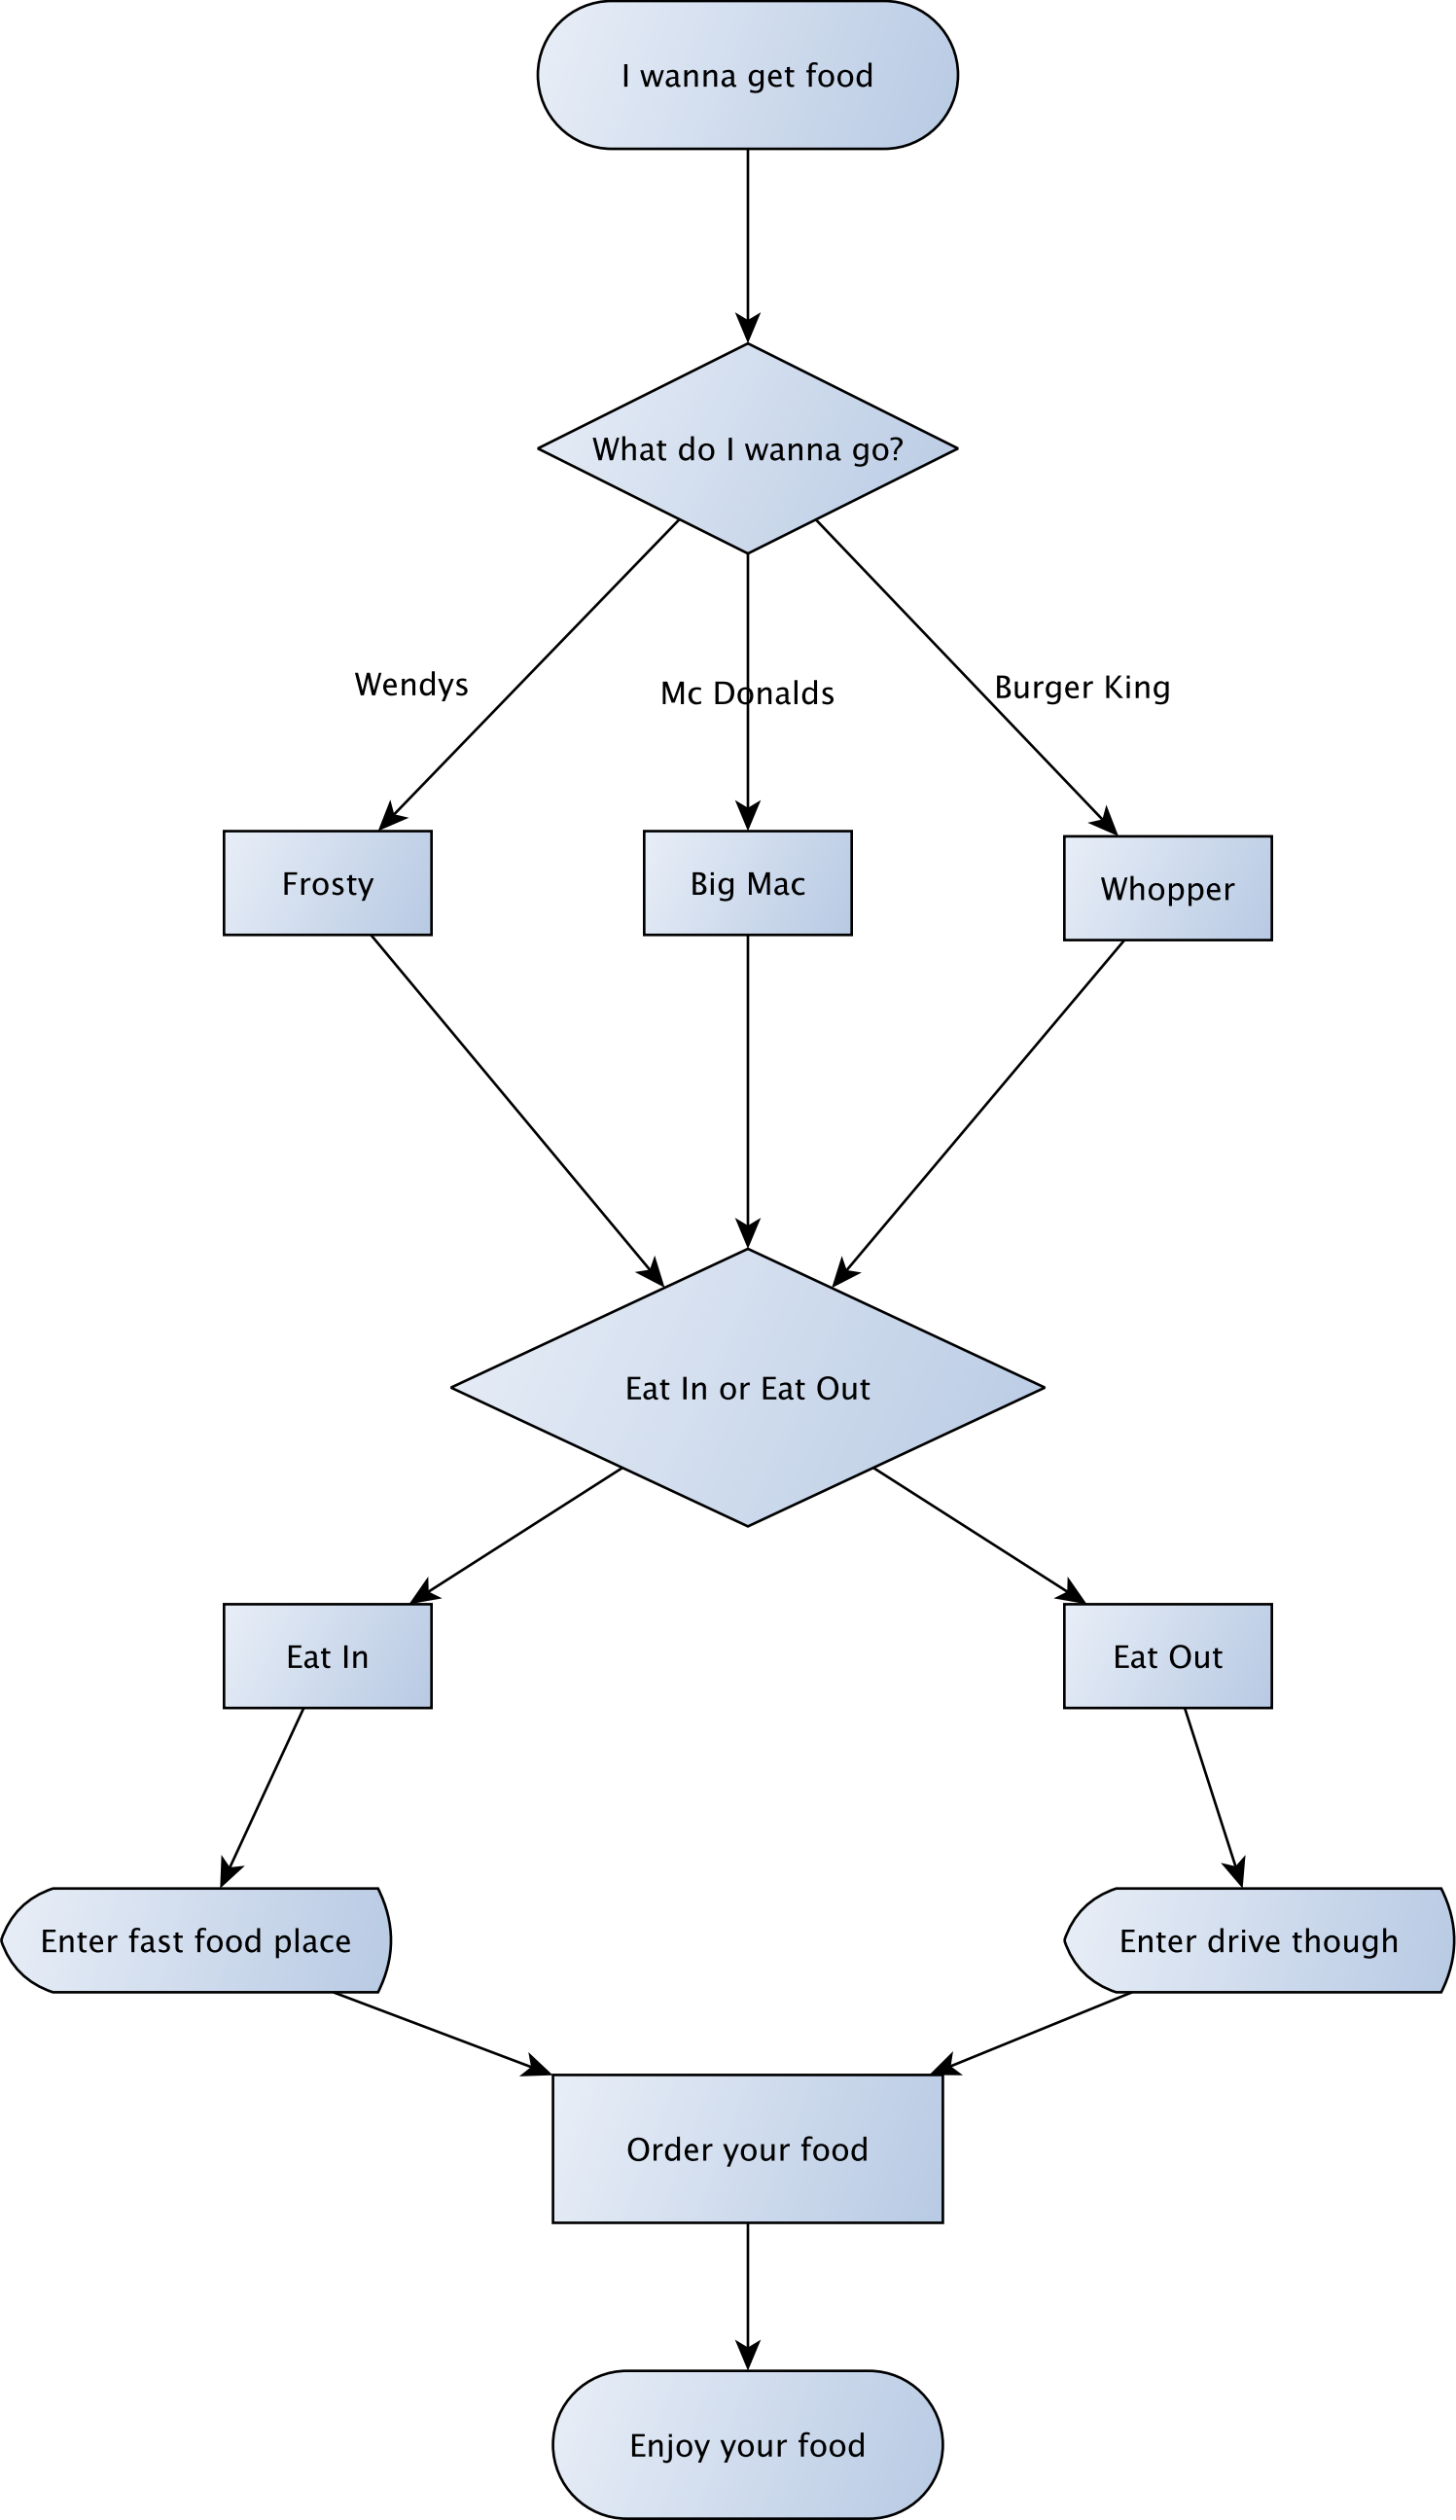 I wanna get food
What do I wanna go?
Wendys
Mc Donalds
Burger King
Frosty
Big Mac
Whopper
Eat In or Eat Out
Eat In
Eat Out
Enter fast food place
Enter drive though
Order your food
Enjoy your food